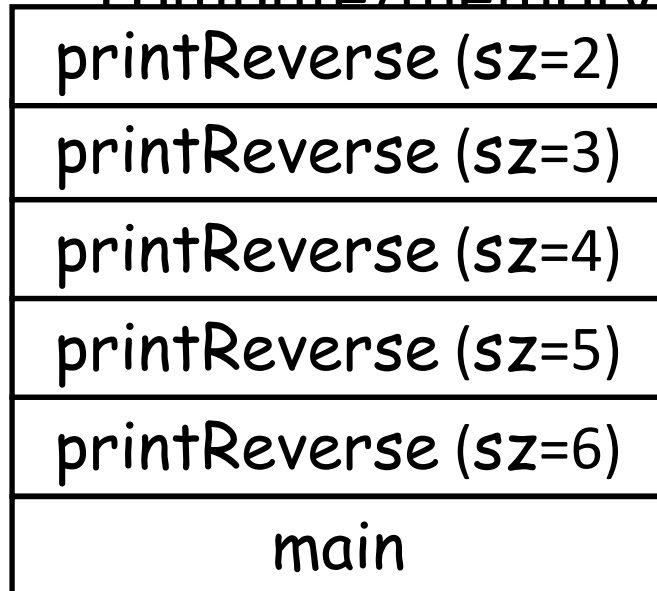 printReverse (sz=2)
printReverse (sz=3)
printReverse (sz=4)
printReverse (sz=5)
printReverse (sz=6)
main